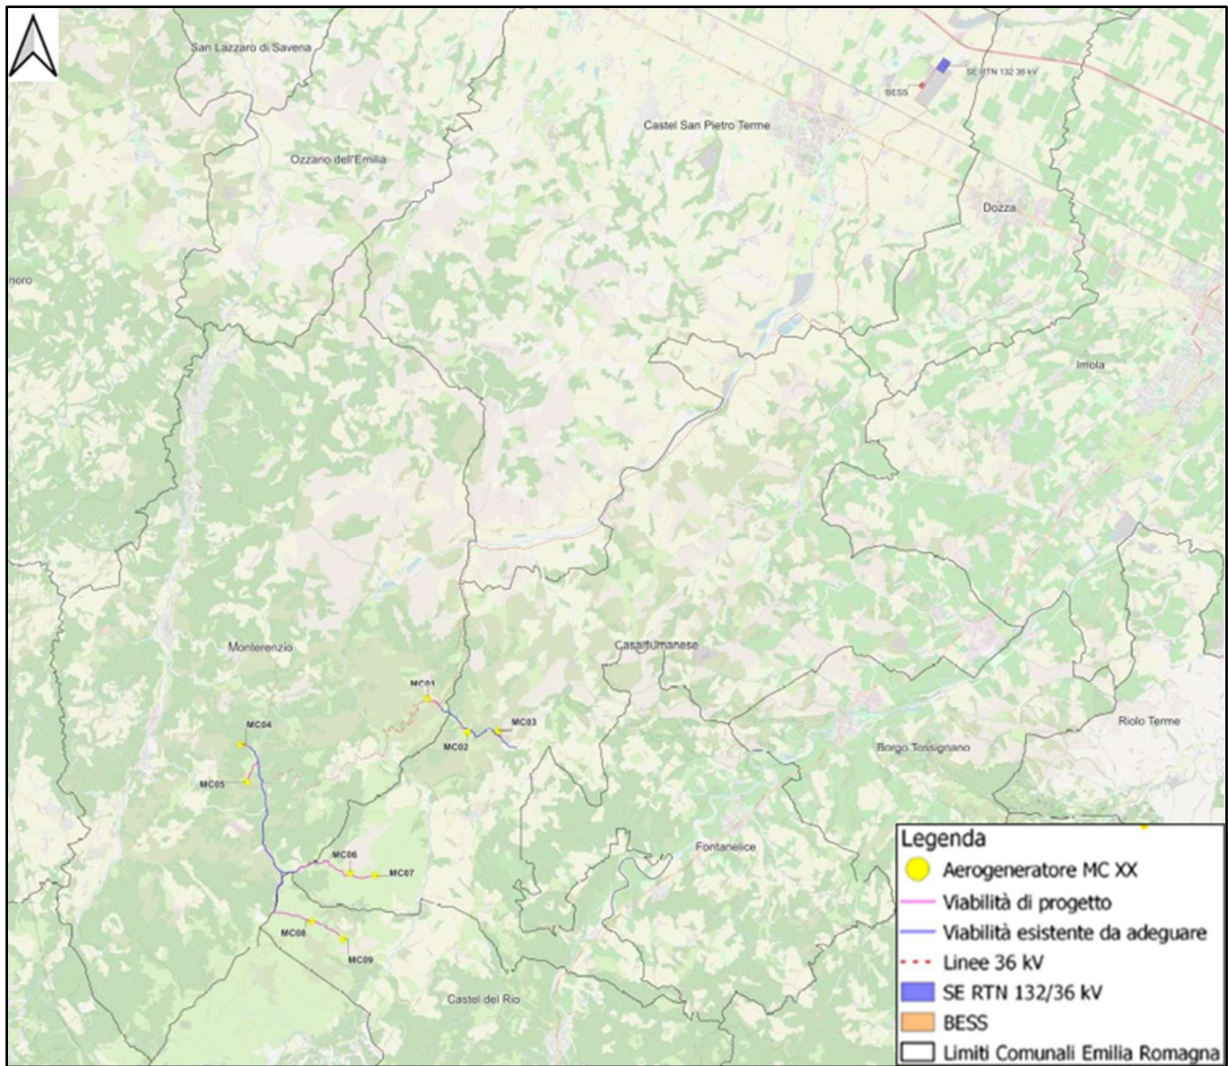 San Lazzaro di Savena
SE RTN 132 36 kV
BESS
Castel San Pietro Terme
Ozzano dell'Emilia
Dozza
noro
Imola
Monterenzio
Casalfiumanese
MC01
MC04
MC03
Riolo Terme
MC02
Borgo Tossignano
MC05
Fontanelice
MC06
MC07
MC08
MC09
Castel del Rio
Legenda
Aerogeneratore MC XX
Viabilità di progetto
Viabilità esistente da adeguare
Linee 36 kV
SE RTN 132/36 kV
BESS
Limiti Comunali Emilia Romagna